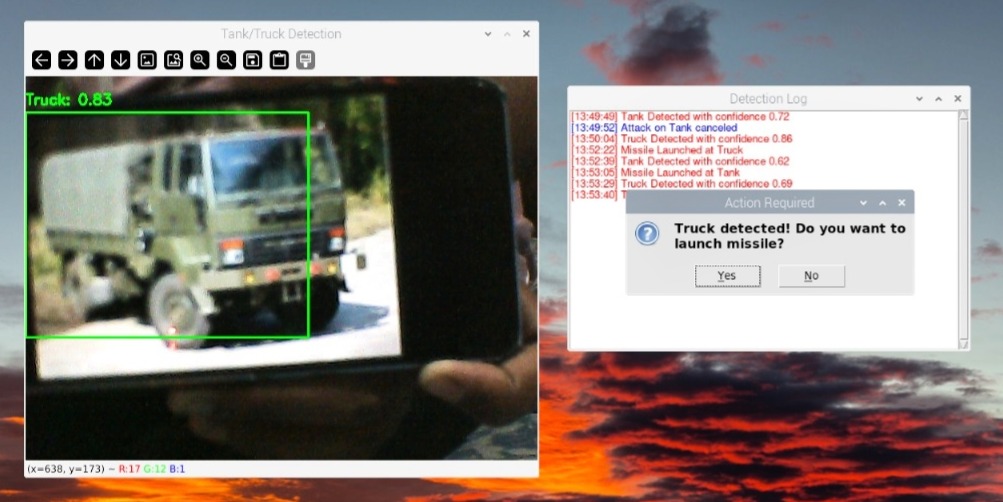 Tank/Truck Detection
Truck: 0.83
(x=638, y=173) ~ R:17 G:12 B:1
Detection Log
[13:49:49] Tank Detected with confidence 0.72
[13:49:52] Attack on Tank canceled
[13:50:04] Truck Detected with confidence 0.86
[13:52:22] Missile Launched at Truck
[13:52:39] Tank Detected with confidence 0.62
[13:53:05] Missile Launched at Tank
[13:53:29] Truck Detected with confidence 0.69
[13:53:40] T
Action Required
Truck detected! Do you want to
launch missile?
Yes
No